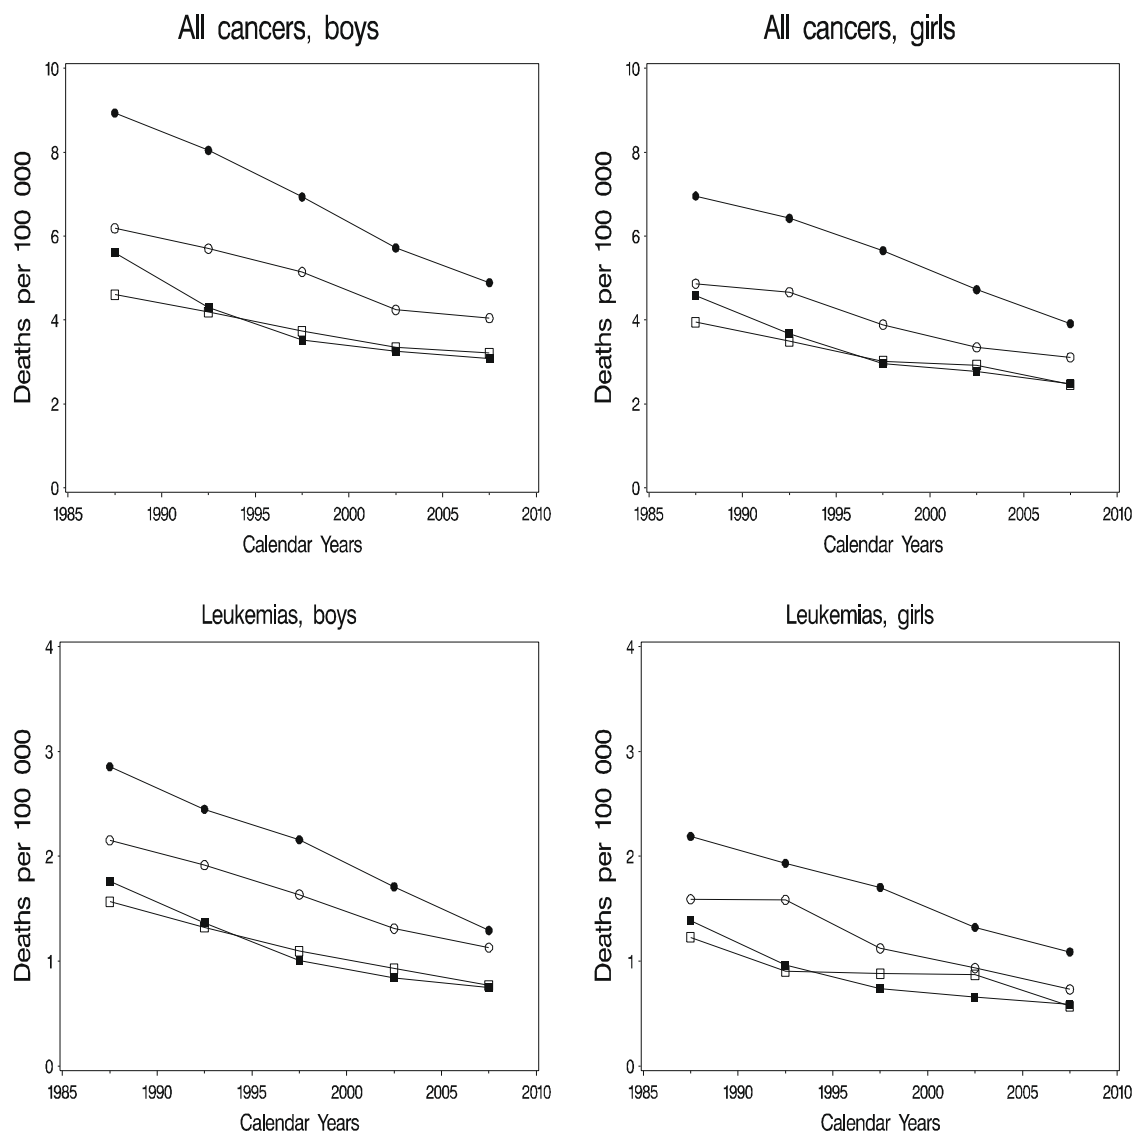 All cancers, boys
10
8
6
4
2
0
Deaths per 100 000
1985 1990 1995 2000 2005 2010
Calendar Years
All cancers, girls
10
8
6
4
2
0
Deaths per 100 000
1985 1990 1995 2000 2005 2010
Calendar Years
Leukemias, boys
4
3
2
1
0
Deaths per 100 000
1985 1990 1995 2000 2005 2010
Calendar Years
Leukemias, girls
4
3
2
1
0
Deaths per 100 000
1985 1990 1995 2000 2005 2010
Calendar Years